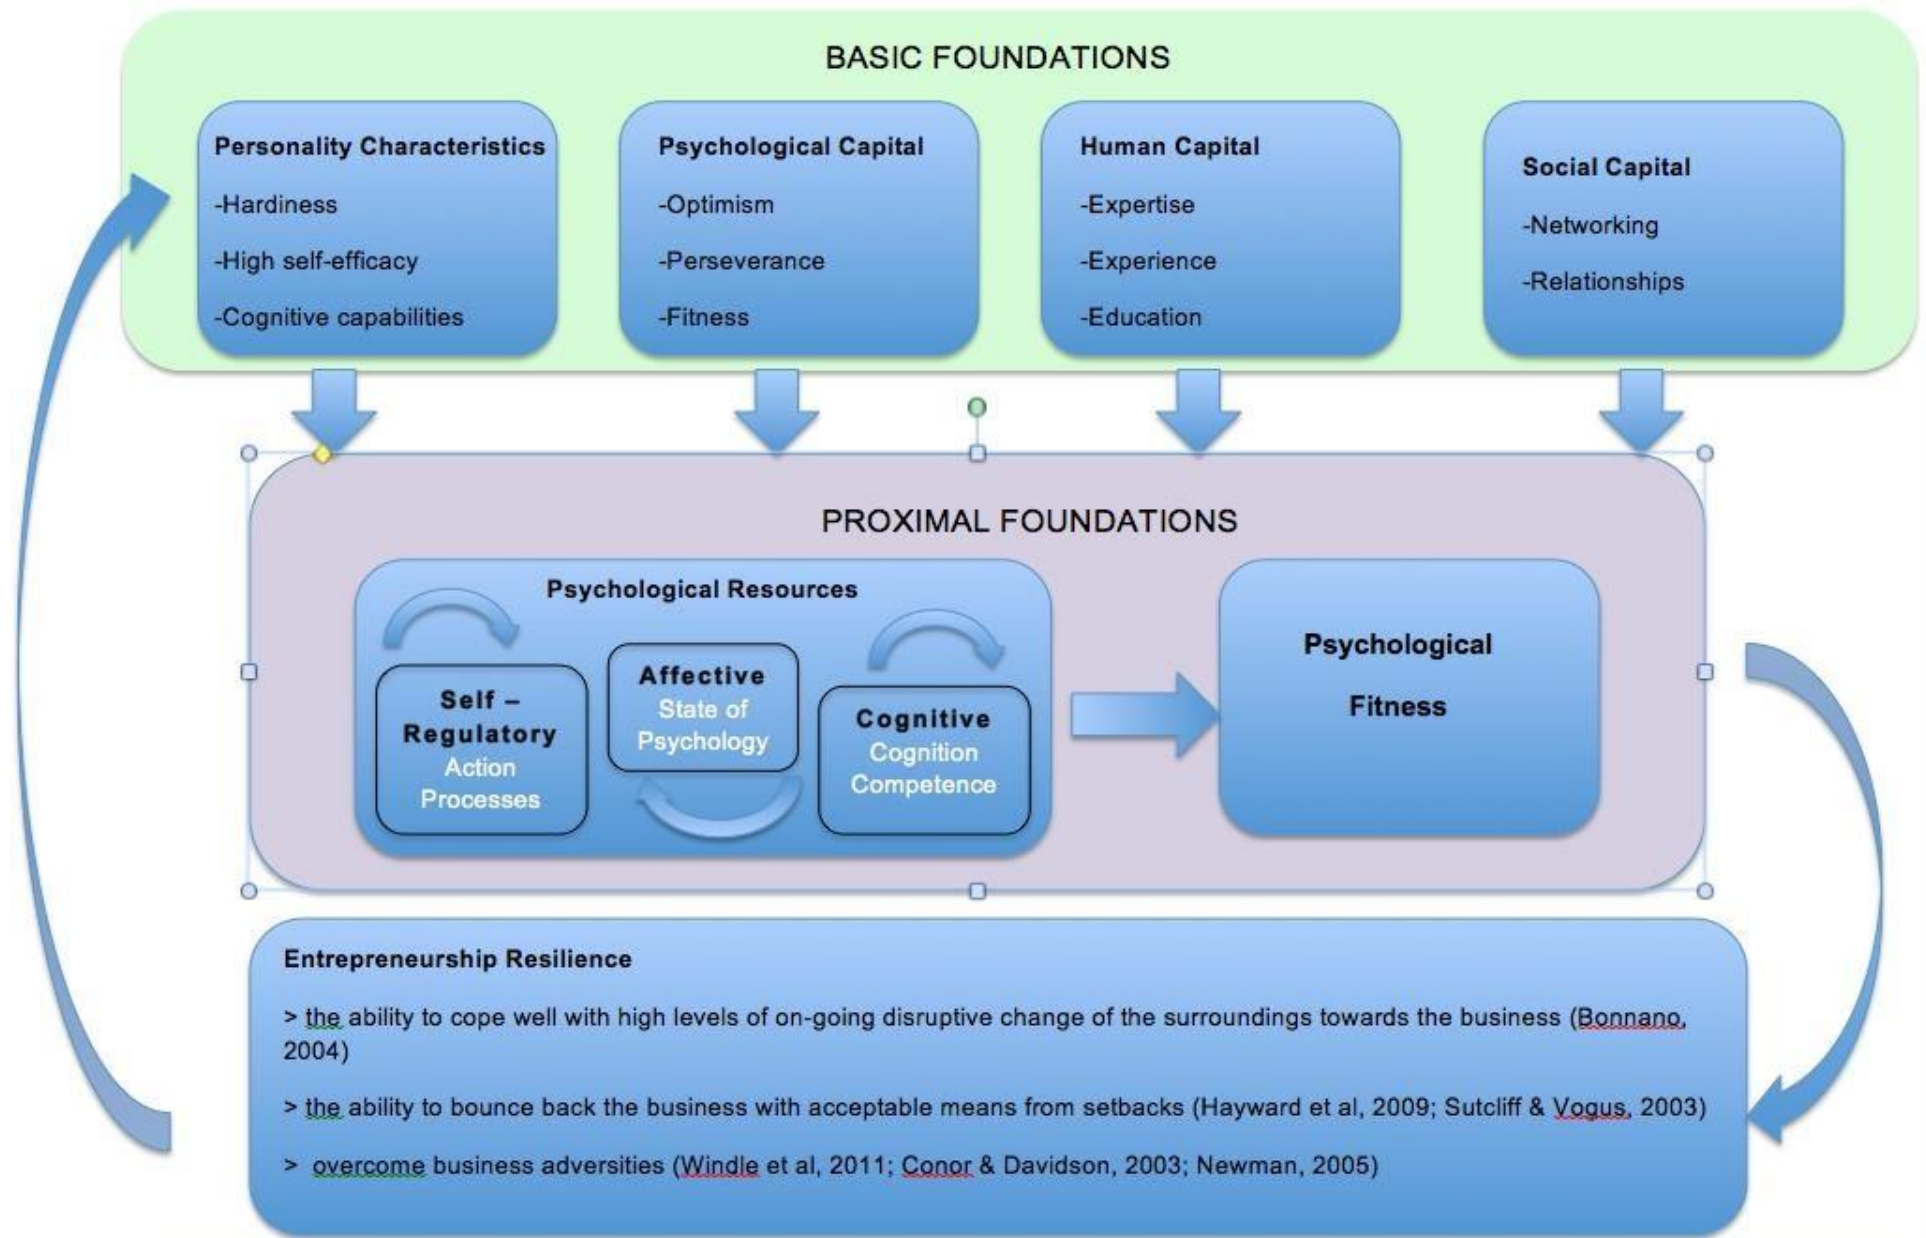 BASIC FOUNDATIONS
Personality Characteristics
-Hardiness
-High self-efficacy
-Cognitive capabilities
Psychological Capital
-Optimism
-Perseverance
-Fitness
Human Capital
-Expertise
-Experience
-Education
Social Capital
-Networking
-Relationships
PROXIMAL FOUNDATIONS
Psychological Resources
Self –
Regulatory
Action
Processes
Affective
State of
Psychology
Cognitive
Cognition
Competence
Psychological
Fitness
Entrepreneurship Resilience
> the ability to cope well with high levels of on-going disruptive change of the surroundings towards the business (Bonnano,
2004)
> the ability to bounce back the business with acceptable means from setbacks (Hayward et al, 2009; Sutcliff & Vogus, 2003)
> overcome business adversities (Windle et al, 2011; Conor & Davidson, 2003; Newman, 2005)